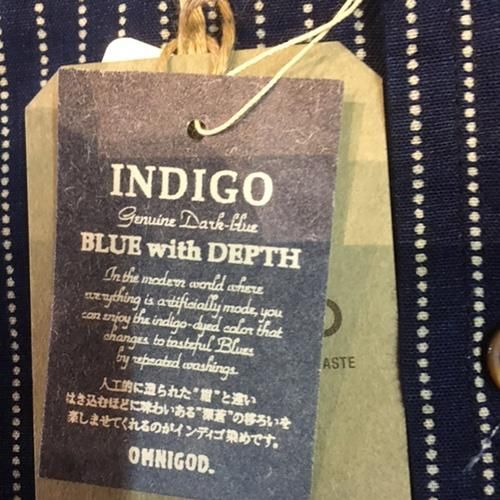 INDIGO
Genuine Dark-blue
BLUE with DEPTH
In the modern world where
everything is artificially made, you
can enjoy the indigo-dyed color that
changes to tasteful Blues
by repeated washings.
人工的に造られた"紺"と違い
はき込むほどに味わいある"深蒼"の移ろいを
楽しませてくれるのがインディゴ染めです。
OMNIGOD.
ASTE